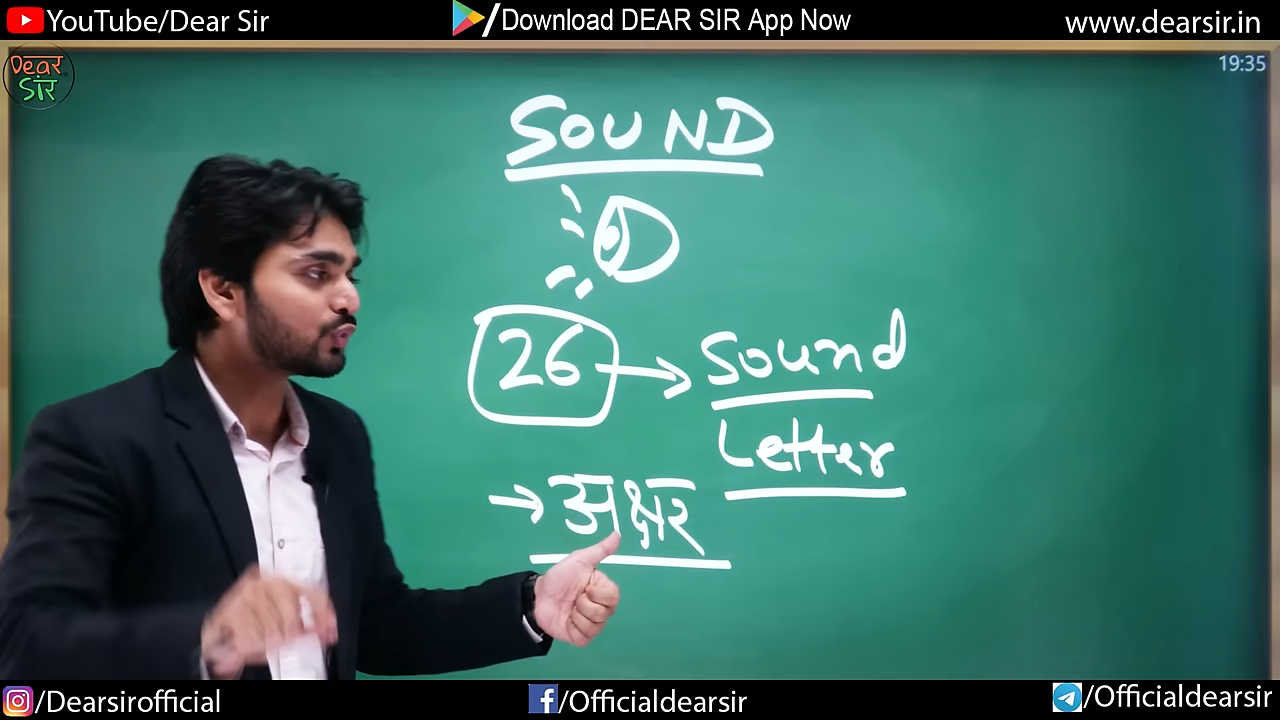 YouTube/Dear Sir
/Download DEAR SIR App Now
www.dearsir.in
Dear
Sir
19:35
SOUND
26 → Sound
Letter
→ अक्षर
/Dearsirofficial
/Officialdearsir
/Officialdearsir